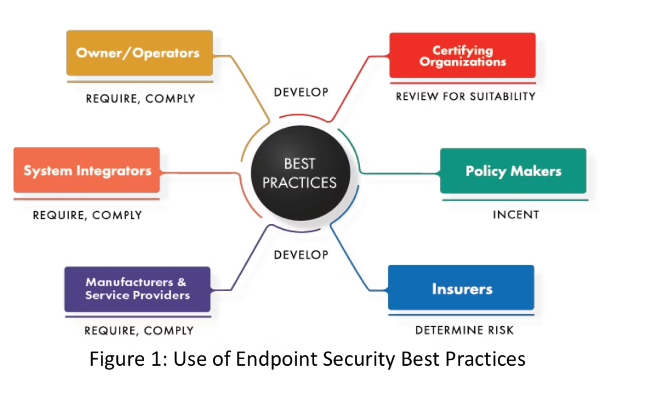 Owner/Operators
REQUIRE, COMPLY
DEVELOP
Certifying
Organizations
REVIEW FOR SUITABILITY
System Integrators
REQUIRE, COMPLY
BEST
PRACTICES
Policy Makers
INCENT
Manufacturers &
Service Providers
REQUIRE, COMPLY
DEVELOP
Insurers
DETERMINE RISK
Figure 1: Use of Endpoint Security Best Practices